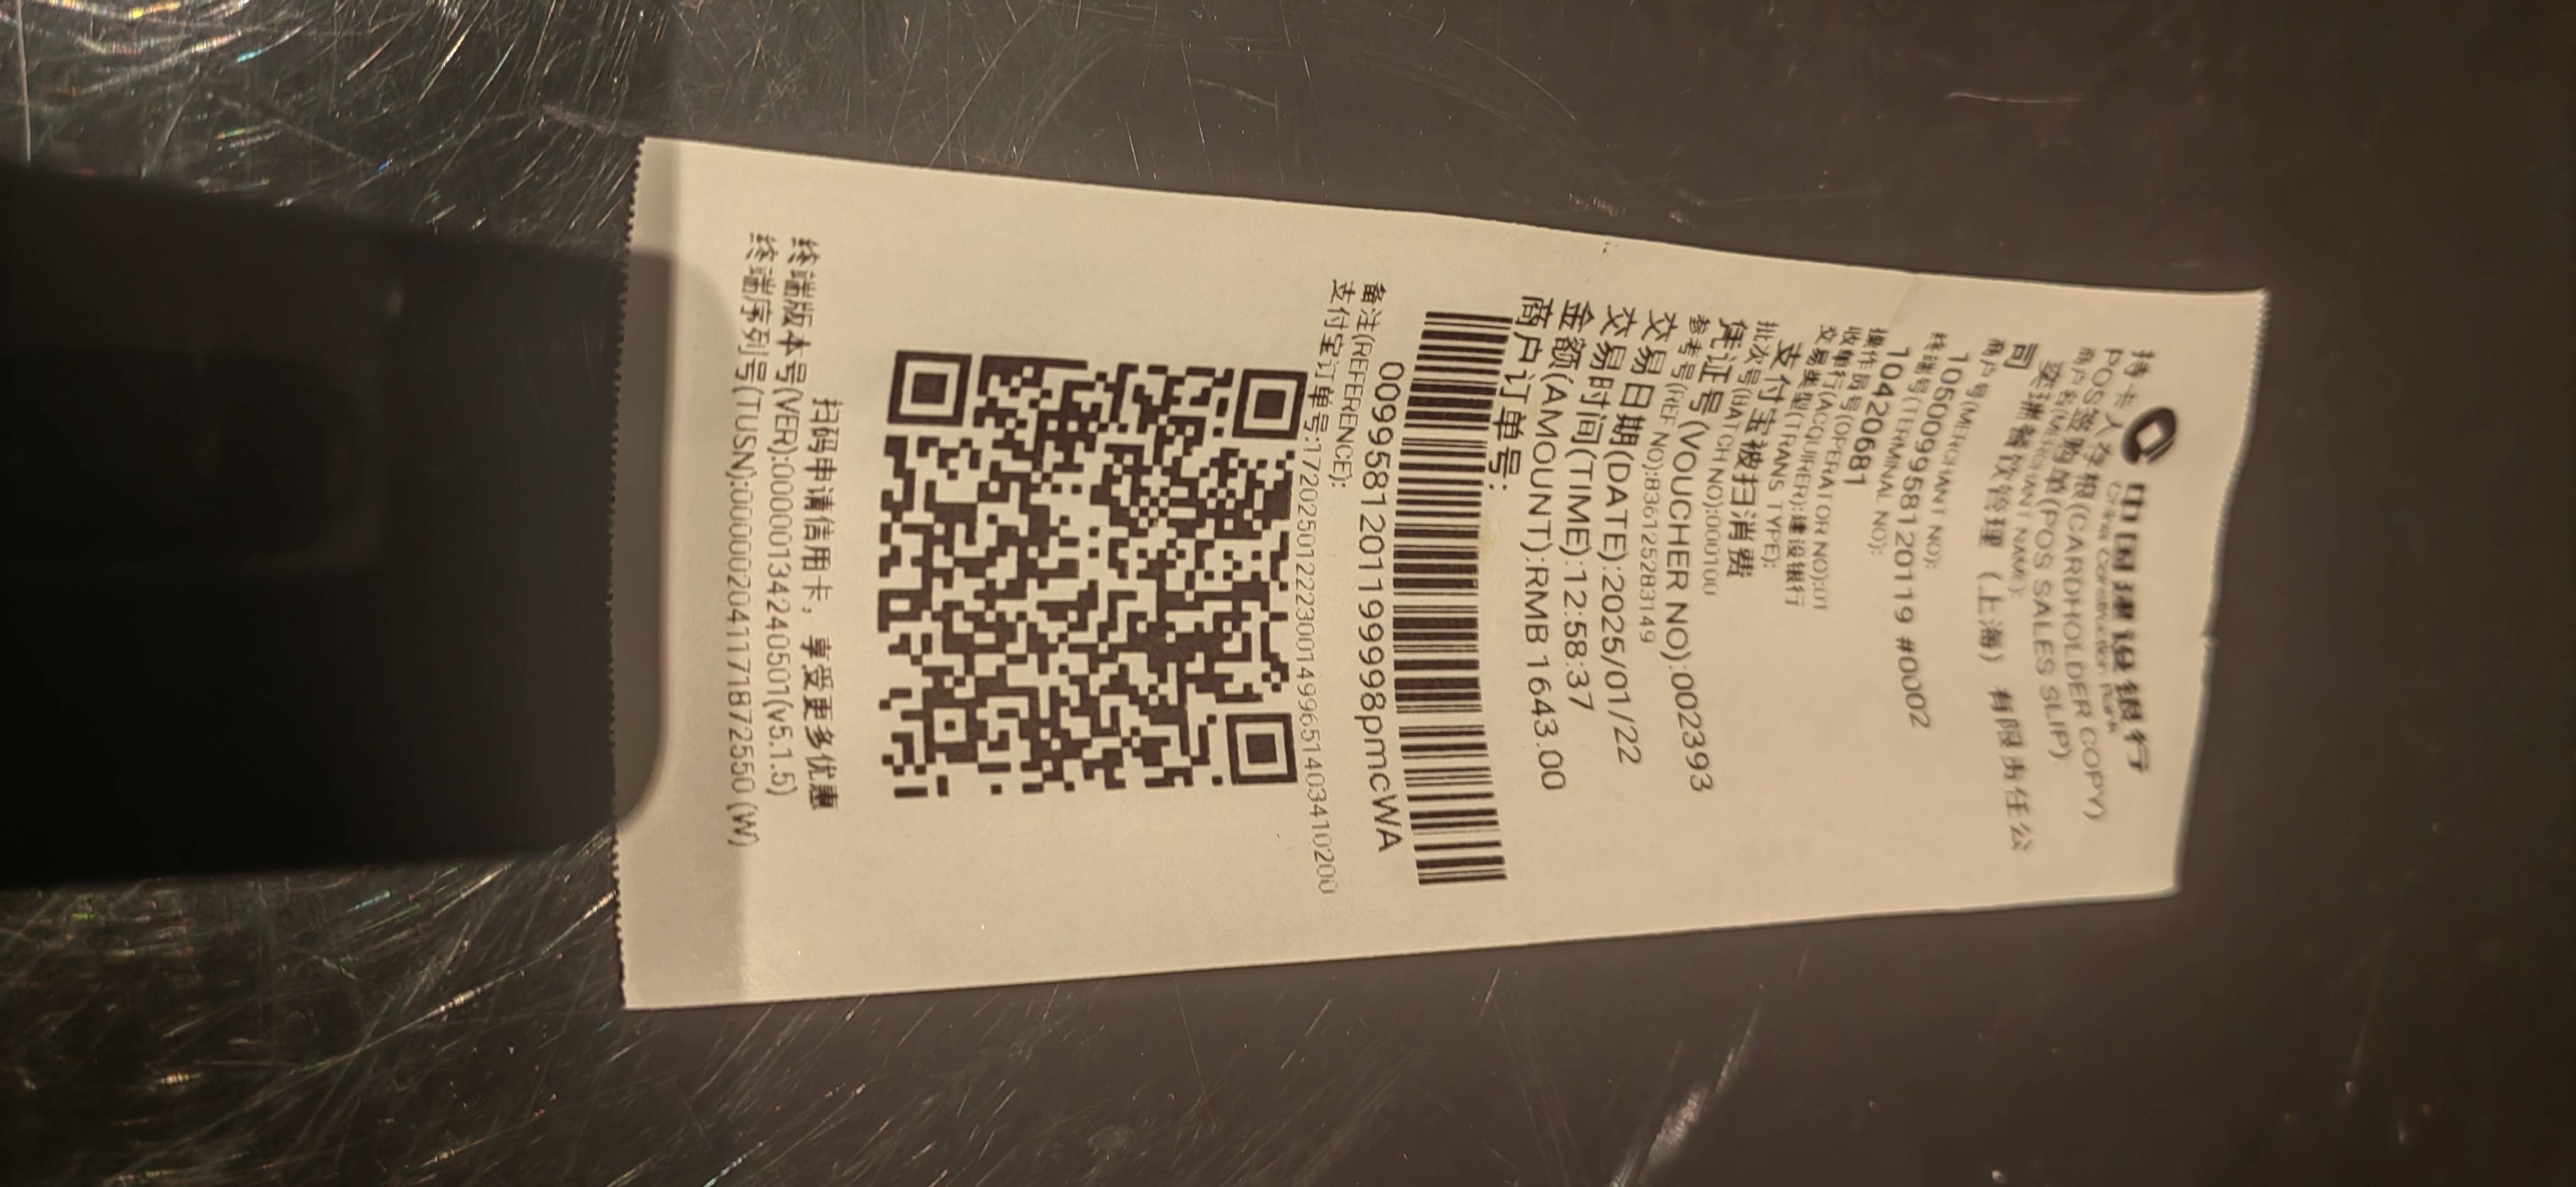 中国建设银行
China Construction Bank
持卡人存根(CARDHOLDER COPY)
POS签购单(POS SALES SLIP)
商户名(MERCHANT NAME):
餐饮管理（上海）有限责任公
司
商户号(MERCHANT NO):
105009958120119 #0002
终端号(TERMINAL NO):
10420681
操作员号(OPERATOR NO):01
收单行(ACQUIRER):建设银行
交易类型(TRANS TYPE):
支付宝被扫消费
批次号(BATCH NO):000100
凭证号(VOUCHER NO):002393
参考号(REF NO):836125283149
交易日期(DATE):2025/01/22
交易时间(TIME):12:58:37
金额(AMOUNT):RMB 1643.00
商户订单号:
00995812011999998pmcWA
备注(REFERENCE):
支付宝订单号:17202501222300149965140341​0200
扫码申请信用卡，享受更多优惠
终端版本号(VER):00000134240501(v5.1.5)
终端序列号(TUSN):00000204117187​2550 (W)